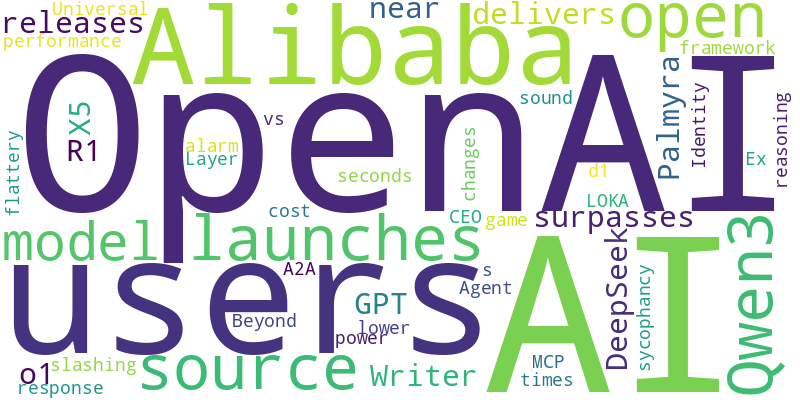 Universal
releases
performance
Alibaba
near
delivers
open
framework
OpenAI
X5
R1
flattery
alarm
Layer
vs
seconds
cost
sound
changes
CEO
game
d1
LOKA
surpasses
Palmyra
Identity
Ex
reasoning
model
launches
users
A2A
Beyond
GPT
lower
power
s
Agent
AI
DeepSeek
sycophancy
Qwen3
o1
slashing
response
source
Writer
MCP
times